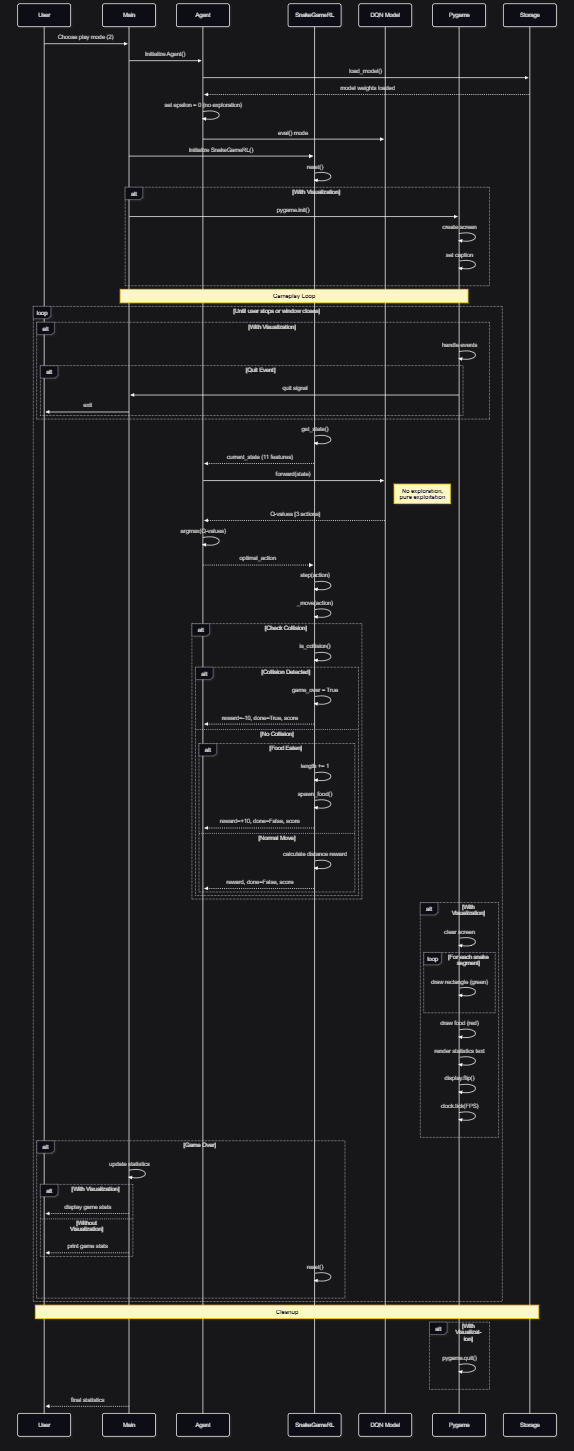 User
Main
Agent
SnakeGameRL
DQN Model
Pygame
Storage
Choose play mode (2)
Initialize Agent()
load_model()
model weights loaded
set epsilon = 0 (no exploration)
eval() mode
Initialize SnakeGameRL()
reset()
alt
[With Visualization]
pygame.init()
create screen
set caption
Gameplay Loop
loop
[Until user stops or window closes]
alt
[With Visualization]
handle events
alt
[Quit Event]
quit signal
exit
get_state()
current_state (11 features)
forward(state)
No exploration,
pure exploitation
Q-values [3 actions]
argmax(Q-values)
optimal_action
step(action)
_move(action)
alt
[Check Collision]
is_collision()
alt
[Collision Detected]
game_over = True
reward=-10, done=True, score
[No Collision]
alt
[Food Eaten]
length += 1
spawn_food()
reward=+10, done=False, score
[Normal Move]
calculate distance reward
reward, done=False, score
alt
[With
Visualization]
clear screen
loop
[For each snake
segment]
draw rectangle (green)
draw food (red)
render statistics text
display.flip()
clock.tick(FPS)
alt
[Game Over]
update statistics
alt
[With Visualization]
display game stats
[Without
Visualization]
print game stats
reset()
Cleanup
alt
[With
Visualizat-
ion]
pygame.quit()
final statistics
User
Main
Agent
SnakeGameRL
DQN Model
Pygame
Storage